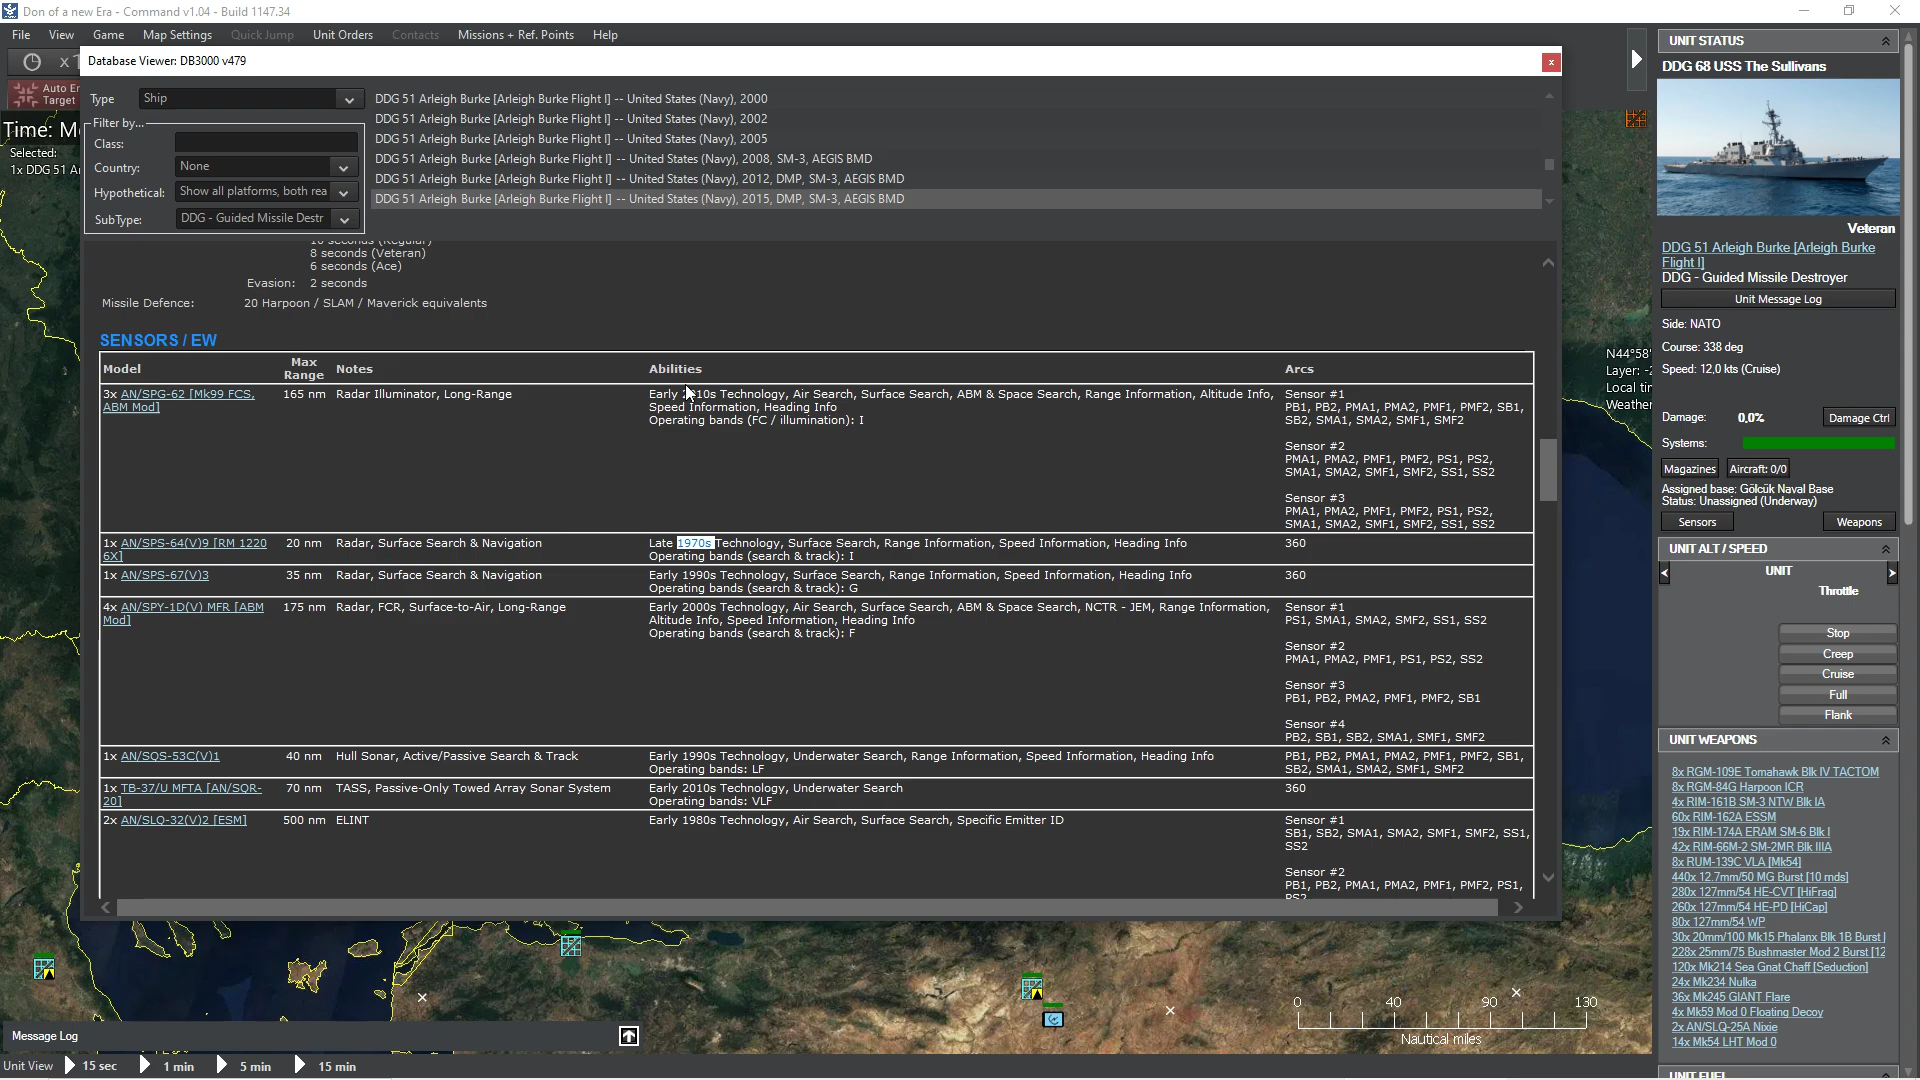 Don of a new Era - Command v1.04 - Build 1147.34
File View Game Map Settings Quick Jump Unit Orders Contacts Missions + Ref. Points Help
Database Viewer: DB3000 v479
x
Auto
Target
Time:
Selected:
1x DDG 51
Type Ship
Filter by...
Class:
Country: None
Hypothetical: Show all platforms, both rea
SubType: DDG - Guided Missile Destr
DDG 51 Arleigh Burke [Arleigh Burke Flight I] -- United States (Navy), 2000
DDG 51 Arleigh Burke [Arleigh Burke Flight I] -- United States (Navy), 2002
DDG 51 Arleigh Burke [Arleigh Burke Flight I] -- United States (Navy), 2005
DDG 51 Arleigh Burke [Arleigh Burke Flight I] -- United States (Navy), 2008, SM-3, AEGIS BMD
DDG 51 Arleigh Burke [Arleigh Burke Flight I] -- United States (Navy), 2012, DMP, SM-3, AEGIS BMD
DDG 51 Arleigh Burke [Arleigh Burke Flight I] -- United States (Navy), 2015, DMP, SM-3, AEGIS BMD
8 seconds (Veteran)
6 seconds (Ace)
Evasion: 2 seconds
Missile Defence: 20 Harpoon / SLAM / Maverick equivalents
SENSORS / EW
Model Max Range Notes Abilities Arcs
3x AN/SPG-62 [Mk99 FCS, 165 nm Radar Illuminator, Long-Range Early 2010s Technology, Air Search, Surface Search, ABM & Space Search, Range Information, Altitude Info, Sensor #1
ABM Mod] Speed Information, Heading Info PB1, PB2, PMA1, PMA2, PMF1, PMF2, SB1,
Operating bands (FC / illumination): I SB2, SMA1, SMA2, SMF1, SMF2
Sensor #2
PMA1, PMA2, PMF1, PMF2, PS1, PS2,
SMA1, SMA2, SMF1, SMF2, SS1, SS2
Sensor #3
PMA1, PMA2, PMF1, PMF2, PS1, PS2,
SMA1, SMA2, SMF1, SMF2, SS1, SS2
1x AN/SPS-64(V)9 [RM 1220 20 nm Radar, Surface Search & Navigation Late 1970s Technology, Surface Search, Range Information, Speed Information, Heading Info 360
6X] Operating bands (search & track): I
1x AN/SPS-67(V)3 35 nm Radar, Surface Search & Navigation Early 1990s Technology, Surface Search, Range Information, Speed Information, Heading Info 360
Operating bands (search & track): G
4x AN/SPY-1D(V) MFR [ABM 175 nm Radar, FCR, Surface-to-Air, Long-Range Early 2000s Technology, Air Search, Surface Search, ABM & Space Search, NCTR - JEM, Range Information, Sensor #1
Mod] Altitude Info, Speed Information, Heading Info PS1, SMA1, SMA2, SMF2, SS1, SS2
Operating bands (search & track): F
Sensor #2
PMA1, PMA2, PMF1, PS1, PS2, SS2
Sensor #3
PB1, PB2, PMA2, PMF1, PMF2, SB1
Sensor #4
PB2, SB1, SB2, SMA1, SMF1, SMF2
1x AN/SQS-53C(V)1 40 nm Hull Sonar, Active/Passive Search & Track Early 1990s Technology, Underwater Search, Range Information, Speed Information, Heading Info PB1, PB2, PMA1, PMA2, PMF1, PMF2, SB1,
Operating bands: LF SB2, SMA1, SMA2, SMF1, SMF2
1x TB-37/U MFTA [AN/SQR- 70 nm TASS, Passive-Only Towed Array Sonar System Early 2010s Technology, Underwater Search 360
20] Operating bands: VLF
2x AN/SLQ-32(V)2 [ESM] 500 nm ELINT Early 1980s Technology, Air Search, Surface Search, Specific Emitter ID Sensor #1
SB1, SB2, SMA1, SMA2, SMF1, SMF2, SS1,
SS2
Sensor #2
PB1, PB2, PMA1, PMA2, PMF1, PMF2, PS1,
PS2
N44°58'
Layer:
Local
Weather
0 40 90 130
Nautical miles
Message Log
Unit View 15 sec 1 min 5 min 15 min
UNIT STATUS
DDG 68 USS The Sullivans
Veteran
DDG 51 Arleigh Burke [Arleigh Burke
Flight I]
DDG - Guided Missile Destroyer
Unit Message Log
Side: NATO
Course: 338 deg
Speed: 12,0 kts (Cruise)
Damage: 0,0% Damage Ctrl
Systems:
Magazines Aircraft: 0/0
Assigned base: Gölcük Naval Base
Status: Unassigned (Underway)
Sensors Weapons
UNIT ALT / SPEED
UNIT
Throttle
Stop
Creep
Cruise
Full
Flank
UNIT WEAPONS
8x RGM-109E Tomahawk Blk IV TACTOM
8x RGM-84G Harpoon ICR
4x RIM-161B SM-3 NTW Blk IA
60x RIM-162A ESSM
19x RIM-174A ERAM SM-6 Blk I
42x RIM-66M-2 SM-2MR Blk IIIA
8x RUM-139C VLA [Mk54]
440x 12.7mm/50 MG Burst [10 rnds]
280x 127mm/54 HE-CVT [HiFrag]
260x 127mm/54 HE-PD [HiCap]
80x 127mm/54 WP
30x 20mm/100 Mk15 Phalanx Blk 1B Burst
228x 25mm/75 Bushmaster Mod 2 Burst [12
120x Mk214 Sea Gnat Chaff [Seduction]
24x Mk234 Nulka
36x Mk245 GIANT Flare
4x Mk59 Mod 0 Floating Decoy
2x AN/SLQ-25A Nixie
14x Mk54 LHT Mod 0
UNIT FUEL